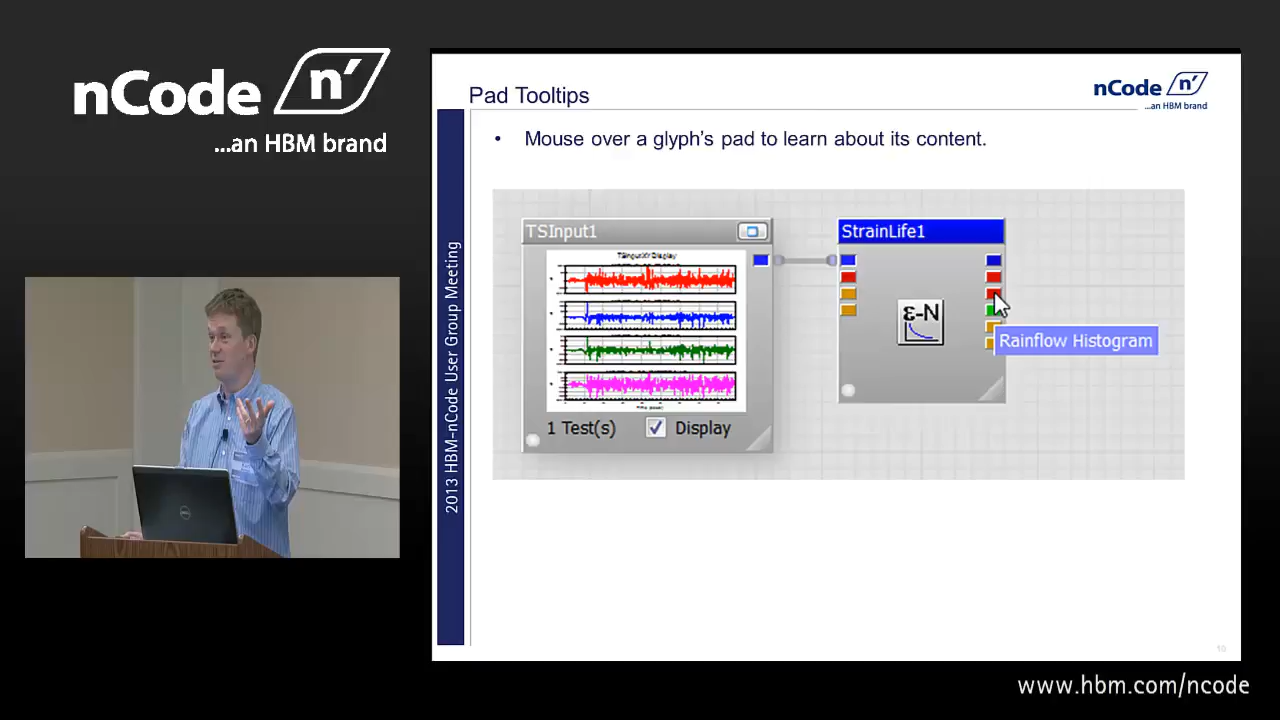 nCode n'
...an HBM brand
Pad Tooltips
nCode n'
...an HBM brand
• Mouse over a glyph's pad to learn about its content.
2013 HBM-nCode User Group Meeting
TSInput1
StrainLife1
ε-N
Rainflow Histogram
1 Test(s)
Display
10
www.hbm.com/ncode